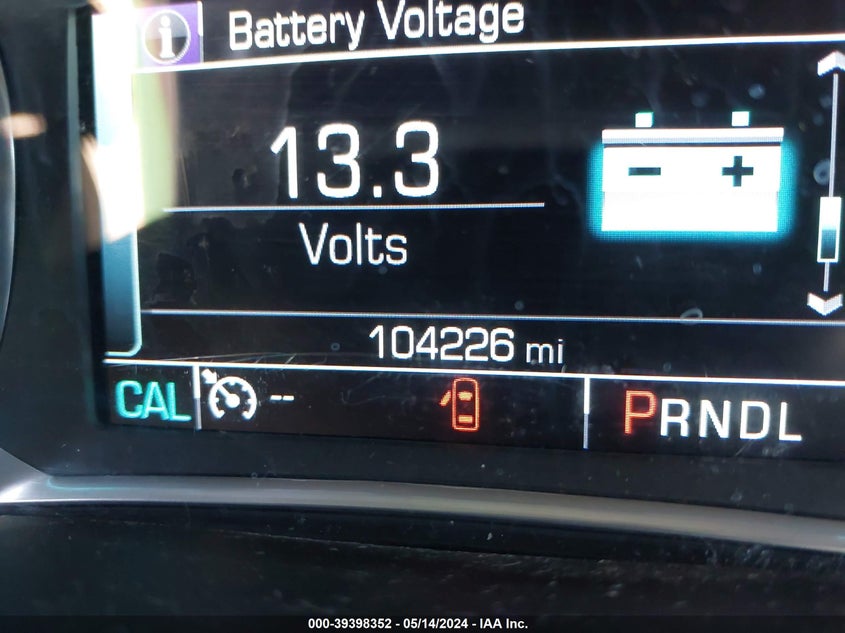 i Battery Voltage
13.3
Volts
104226 mi
CAL -- PRNDL
000-39398352 - 05/14/2024 - IAA Inc.